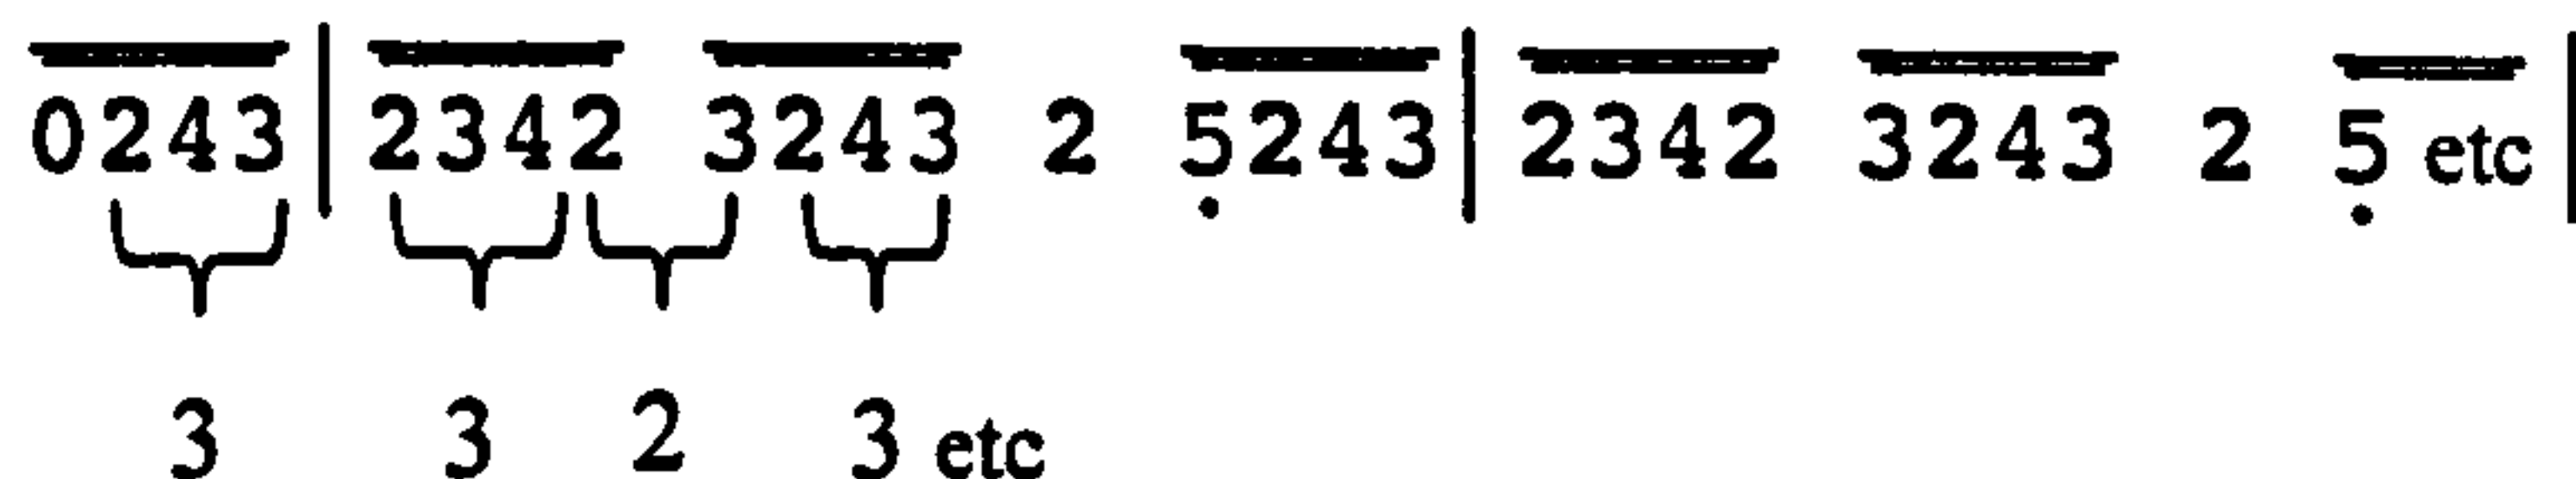 0243 | 2342 3243 2 5243 | 2342 3243 2 5 etc |
3 3 2 3 etc